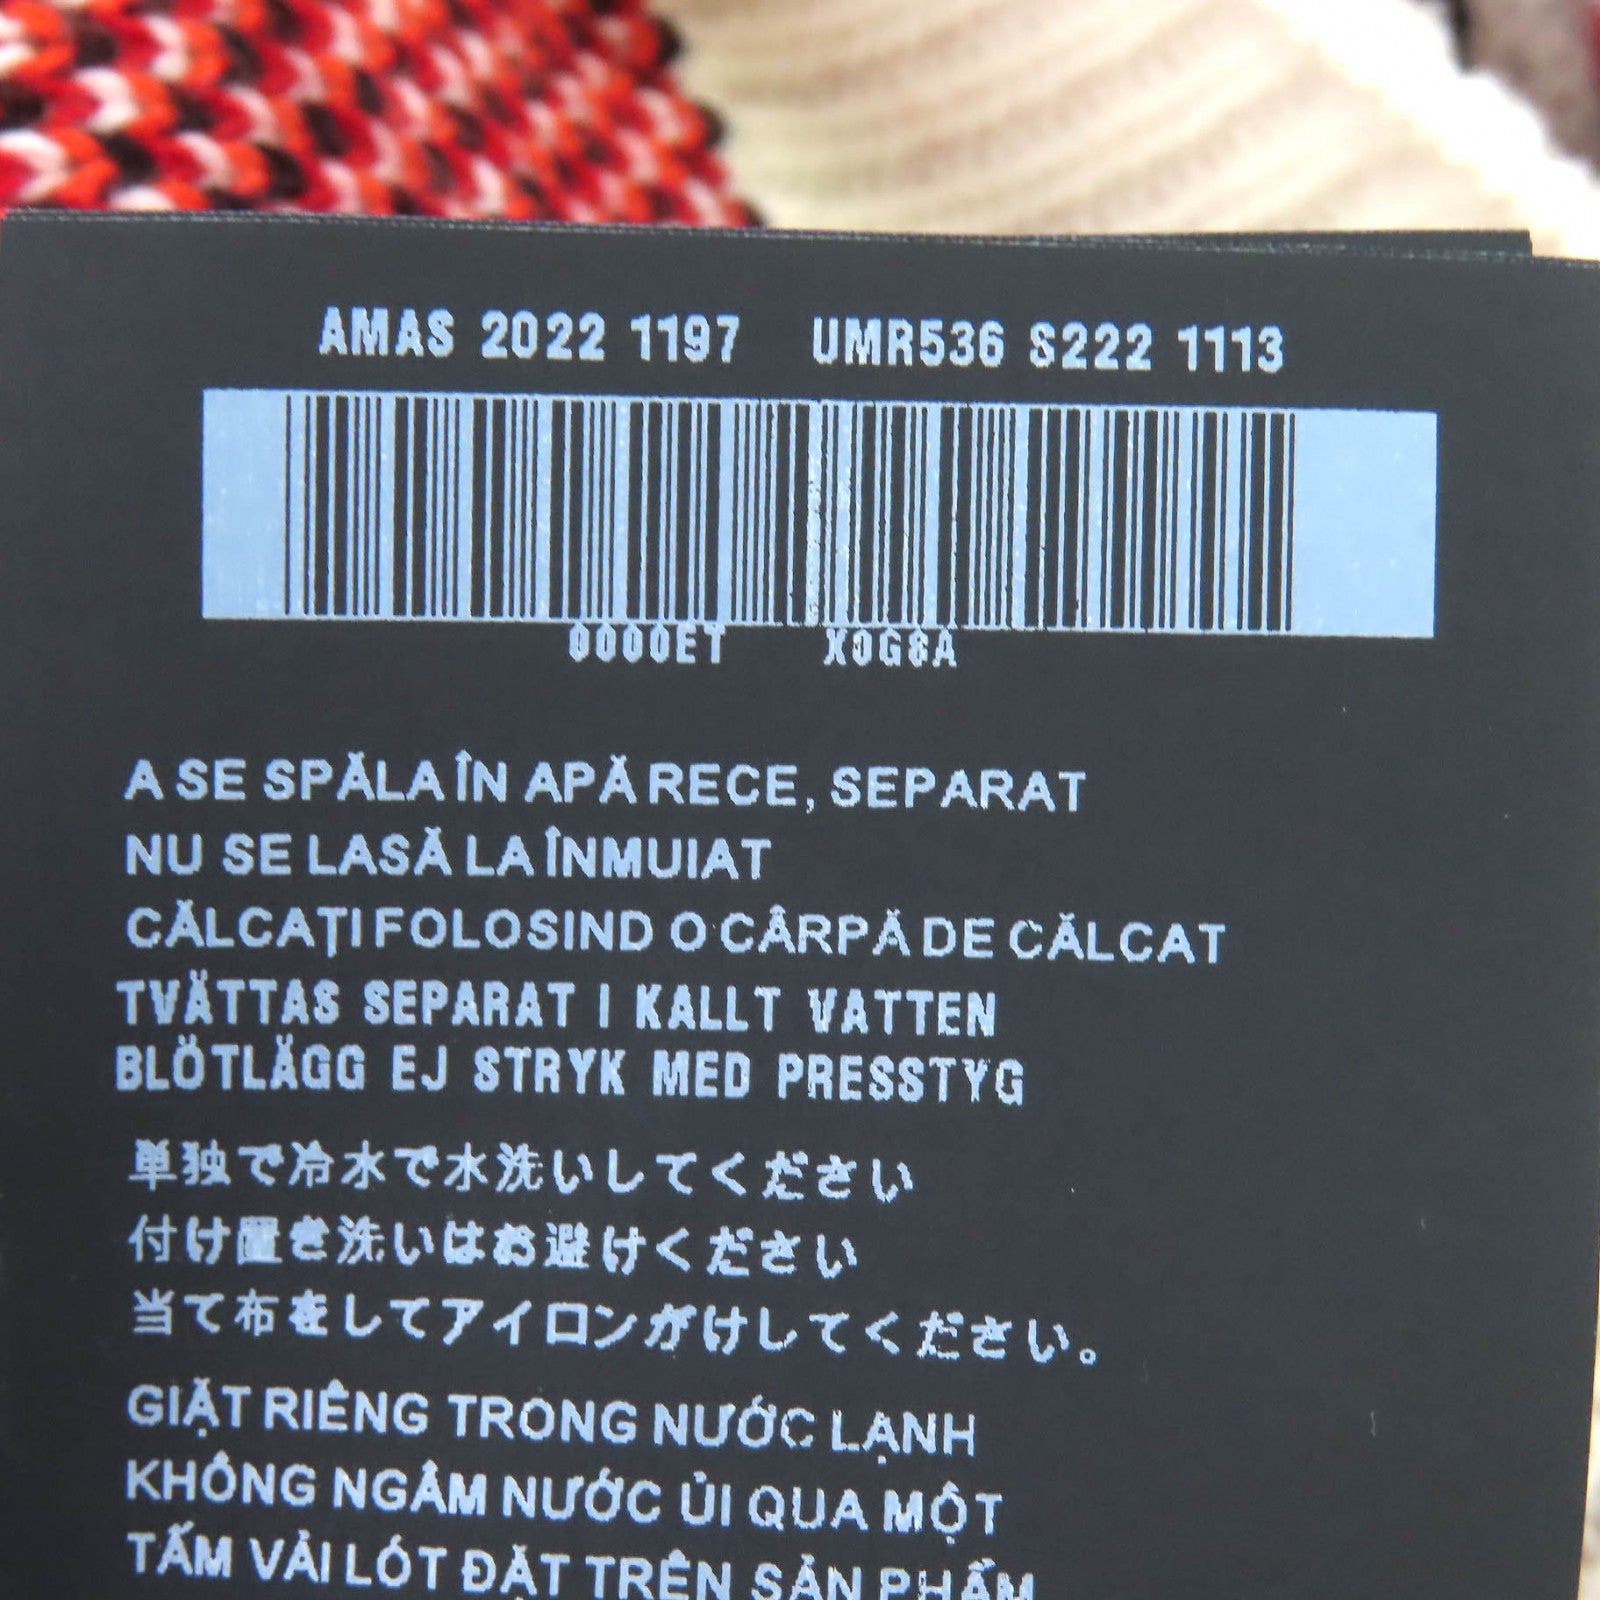 AMAS 2022 1197 UMR536 S222 1113
0000ET X0G8A
A SE SPĂLA ÎN APĂ RECE, SEPARAT
NU SE LASĂ LA ÎNMUIAT
CĂLCAȚI FOLOSIND O CÂRPĂ DE CĂLCAT
TVÄTTAS SEPARAT I KALLT VATTEN
BLÖTLÄGG EJ STRYK MED PRESSTYG
単独で冷水で水洗いしてください
付け置き洗いはお避けください
当て布をしてアイロンがけしてください。
GIẶT RIÊNG TRONG NƯỚC LẠNH
KHÔNG NGÂM NƯỚC ỦI QUA MỘT
TẤM VẢI LÓT ĐẶT TRÊN SẢN PHẨM